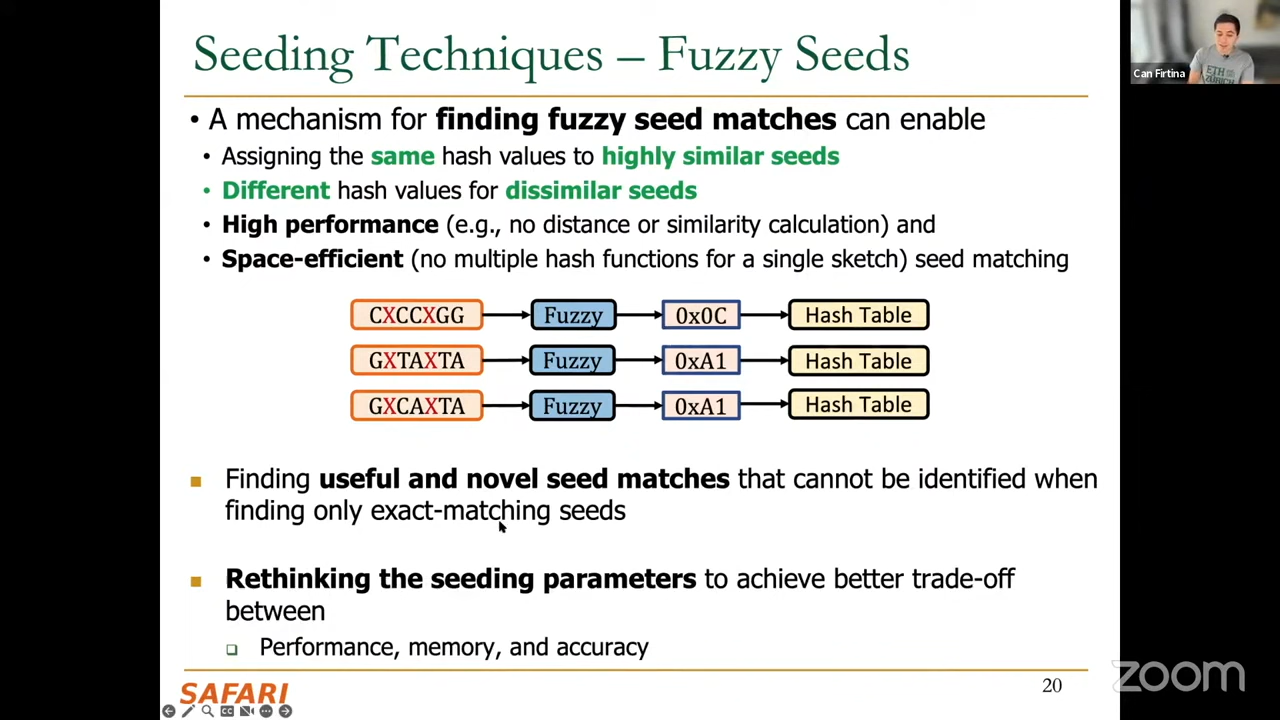 Seeding Techniques – Fuzzy Seeds
Can Firtina
ETH
ZURICH
• A mechanism for finding fuzzy seed matches can enable
• Assigning the same hash values to highly similar seeds
• Different hash values for dissimilar seeds
• High performance (e.g., no distance or similarity calculation) and
• Space-efficient (no multiple hash functions for a single sketch) seed matching
CXCCXGG Fuzzy 0x0C Hash Table
GXTAXTA Fuzzy 0xA1 Hash Table
GXCAXTA Fuzzy 0xA1 Hash Table
Finding useful and novel seed matches that cannot be identified when
finding only exact-matching seeds
Rethinking the seeding parameters to achieve better trade-off
between
Performance, memory, and accuracy
SAFARI
20
zoom
CC